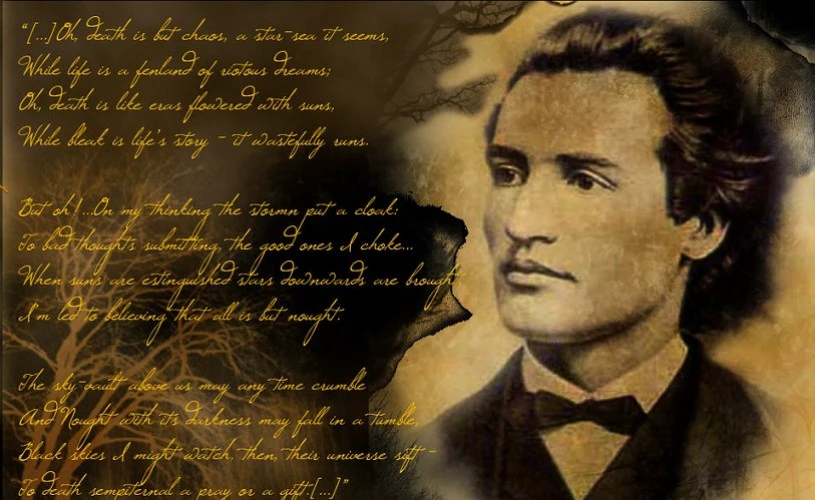 “[...] Oh, death is but chaos, a star-sea it seems,
While life is a fenland of riotous dreams;
Oh, death is like eras flowered with suns,
While bleak is life's story - it wastefully runs.
But oh!...On my thinking the stormn put a cloak:
To bad thoughts submitting, the good ones I choke...
When suns are estinguished stars downwards are brought,
I'm led to believing that all is but nought.
The sky-vault above us may any time crumble
And Nought with its darkness may fall in a tumble,
Black skies I might watch, then, their universe sift -
To death sempiternal a pray or a gift.[...]”